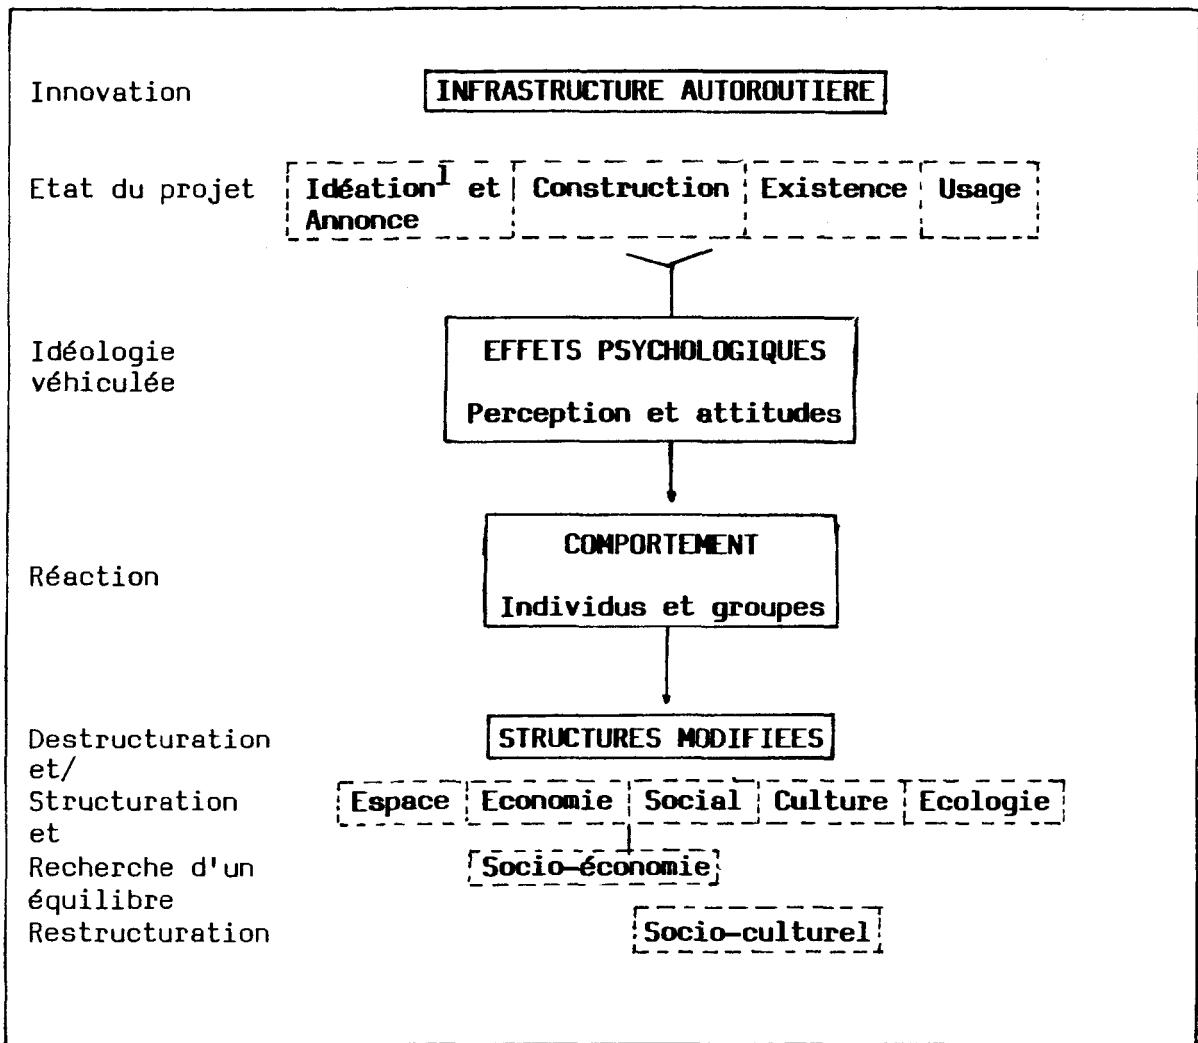 Innovation
INFRASTRUCTURE AUTOROUTIERE
Etat du projet
Idéation¹ et
Annonce
Construction
Existence
Usage
Idéologie
véhiculée
EFFETS PSYCHOLOGIQUES
Perception et attitudes
Réaction
COMPORTEMENT
Individus et groupes
Destructuration
et/
Structuration
et
Recherche d'un
équilibre
Restructuration
STRUCTURES MODIFIEES
Espace
Economie
Social
Culture
Ecologie
Socio-économie
Socio-culturel